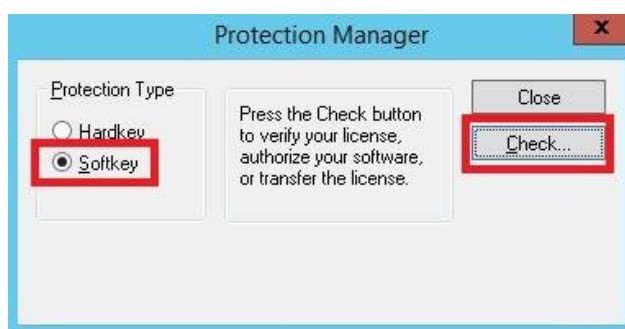 Protection Manager
x
Protection Type
Hardkey
Softkey
Press the Check button
to verify your license,
authorize your software,
or transfer the license.
Close
Check...